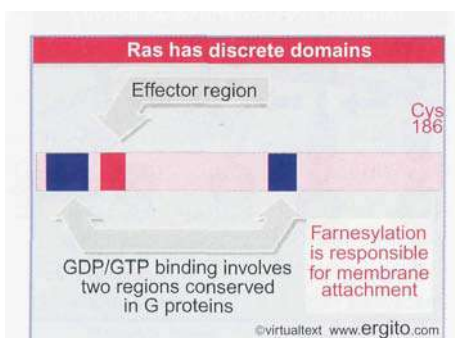 Ras has discrete domains
Effector region
Cys
186
GDP/GTP binding involves
two regions conserved
in G proteins
Farnesylation
is responsible
for membrane
attachment
©virtualtext www.ergito.com